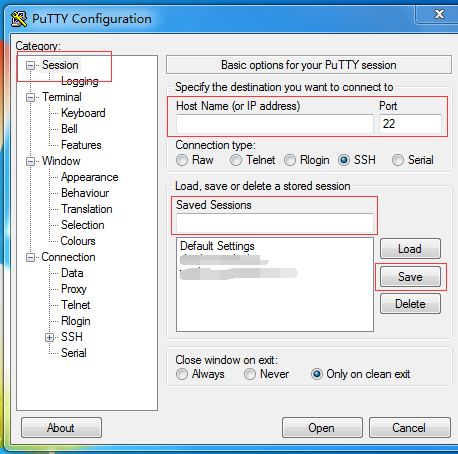 PuTTY Configuration
Category:
Session
Logging
Terminal
Keyboard
Bell
Features
Window
Appearance
Behaviour
Translation
Selection
Colours
Connection
Data
Proxy
Telnet
Rlogin
SSH
Serial
Basic options for your PuTTY session
Specify the destination you want to connect to
Host Name (or IP address) Port
22
Connection type:
Raw Telnet Rlogin SSH Serial
Load, save or delete a stored session
Saved Sessions
Default Settings
Load
Save
Delete
Close window on exit:
Always Never Only on clean exit
About Open Cancel